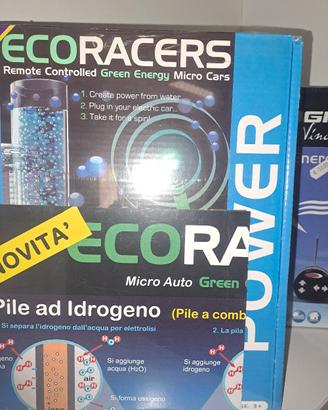 ECORACERS
Remote Controlled Green Energy Micro Cars
1. Create power from water
2. Plug in your electric car...
3. Take it for a spin!
POWER
NOVITA'
ECORA
Micro Auto Green
Pile ad Idrogeno (Pile a comb
1. Si separa l'idrogeno dall'acqua per elettrolisi
2. La pila
Si aggiunge
acqua (H2O)
Si aggiunge
idrogeno
air
Si forma ossigeno